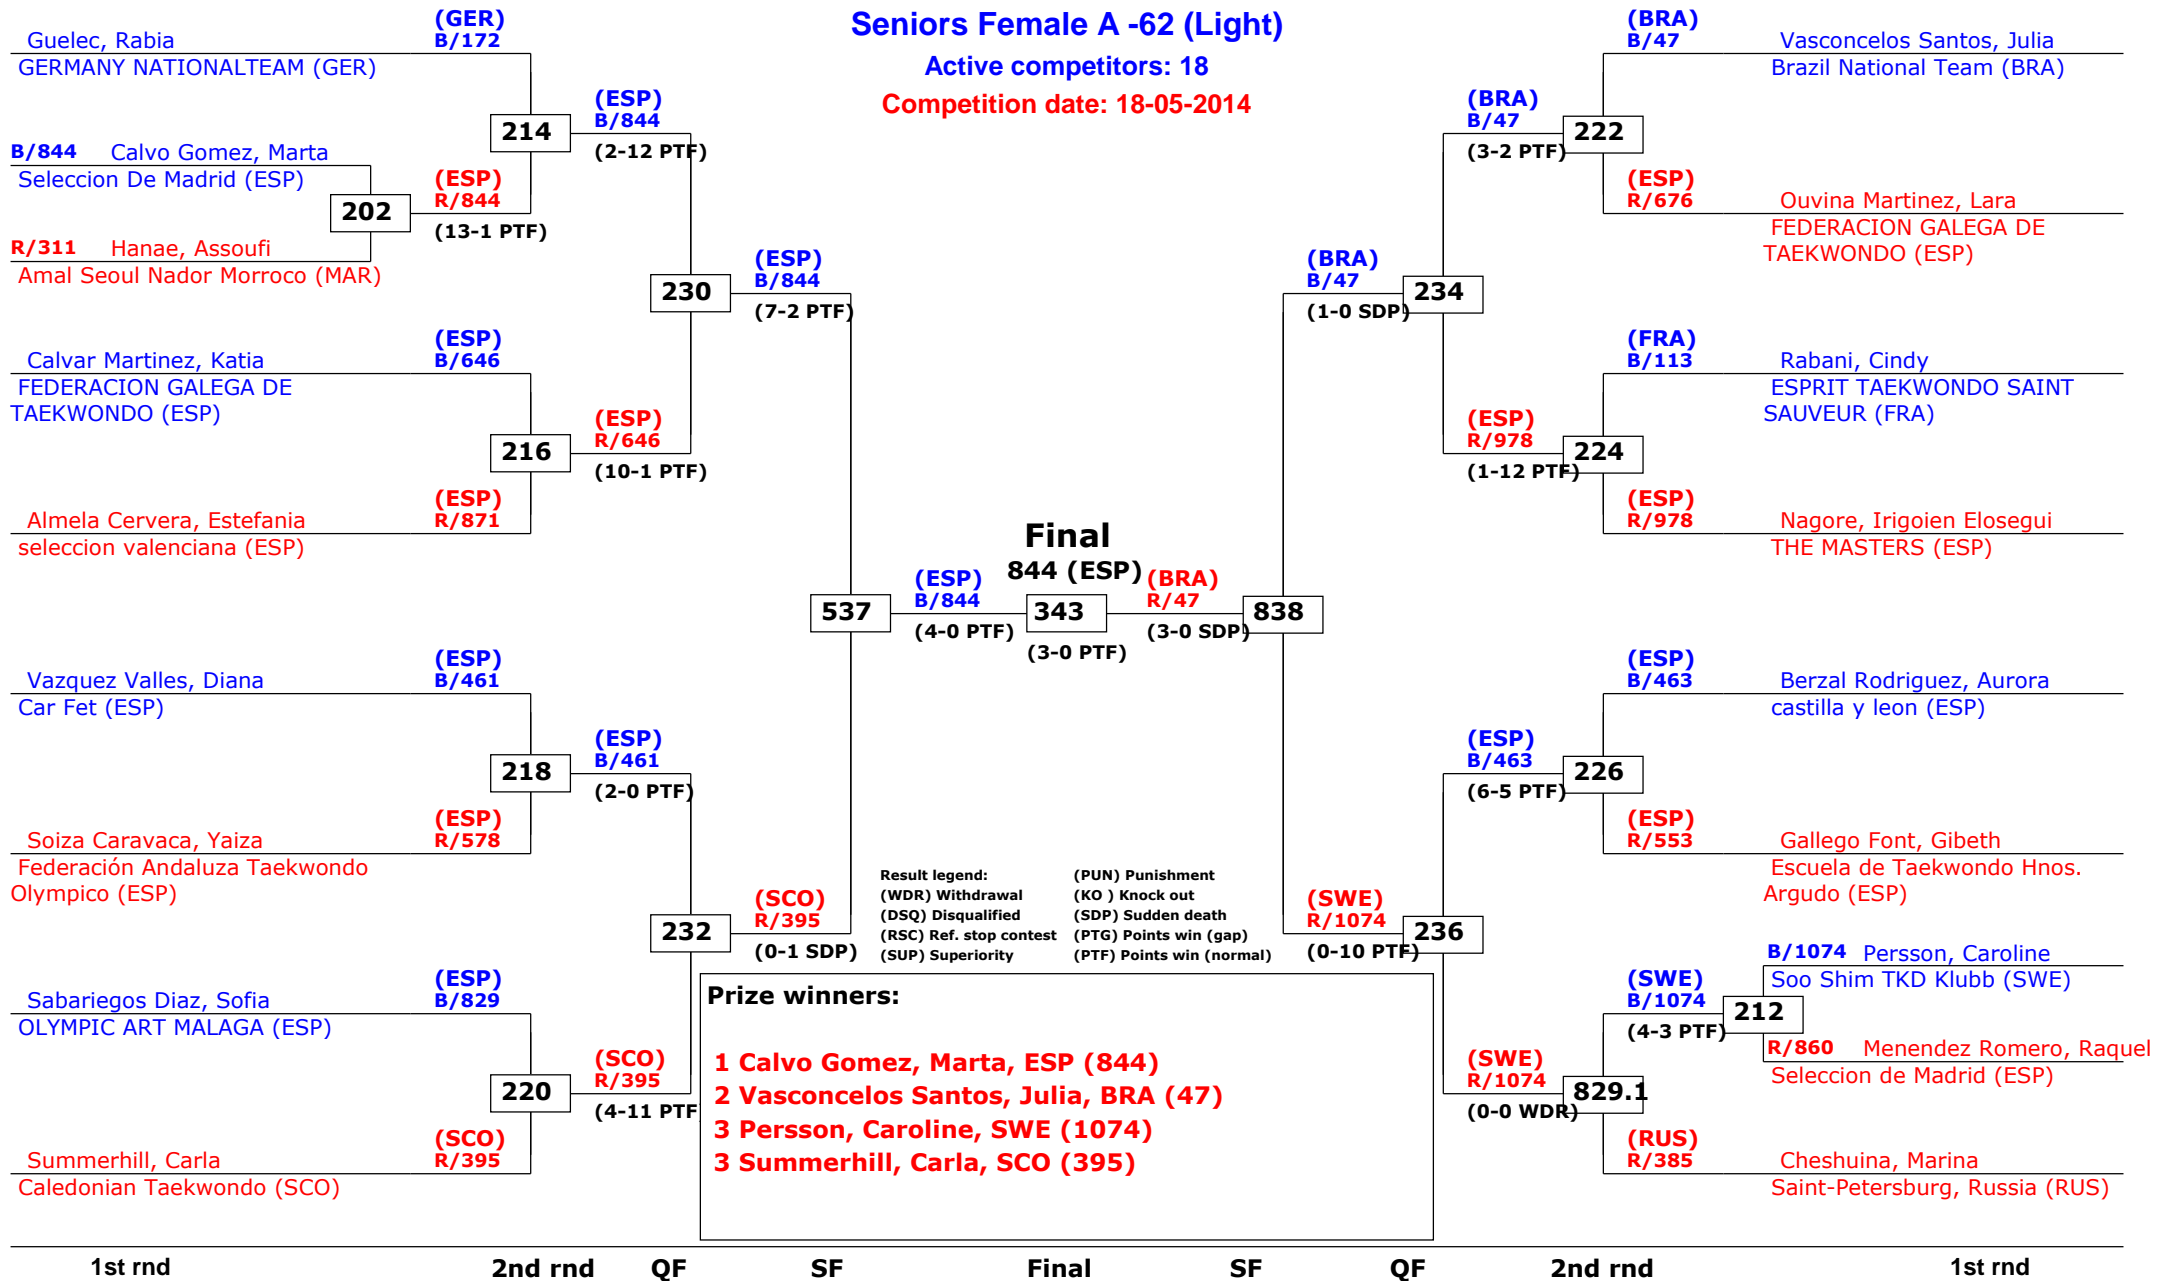 Seniors Female A -62 (Light)
Active competitors: 18
Competition date: 18-05-2014
(GER)
B/172
Guelec, Rabia
GERMANY NATIONALTEAM (GER)
B/844 Calvo Gomez, Marta
Seleccion De Madrid (ESP)
202
(ESP)
R/844
(13-1 PTF)
R/311 Hanae, Assoufi
Amal Seoul Nador Morroco (MAR)
214
(ESP)
B/844
(2-12 PTF)
Calvar Martinez, Katia
(ESP)
B/646
FEDERACION GALEGA DE
TAEKWONDO (ESP)
216
(ESP)
R/646
(10-1 PTF)
Almela Cervera, Estefania
(ESP)
R/871
seleccion valenciana (ESP)
230
(ESP)
B/844
(7-2 PTF)
Vazquez Valles, Diana
(ESP)
B/461
Car Fet (ESP)
218
(ESP)
B/461
(2-0 PTF)
Soiza Caravaca, Yaiza
(ESP)
R/578
Federación Andaluza Taekwondo
Olympico (ESP)
232
(SCO)
R/395
(0-1 SDP)
Sabariegos Diaz, Sofia
(ESP)
B/829
OLYMPIC ART MALAGA (ESP)
220
(SCO)
R/395
(4-11 PTF
Summerhill, Carla
(SCO)
R/395
Caledonian Taekwondo (SCO)
537
(ESP)
B/844
(4-0 PTF)
Final
844 (ESP)
343
(3-0 PTF)
(BRA)
R/47
(3-0 SDP)
838
(BRA)
B/47
Vasconcelos Santos, Julia
Brazil National Team (BRA)
222
(BRA)
B/47
(3-2 PTF)
(ESP)
R/676
Ouvina Martinez, Lara
FEDERACION GALEGA DE
TAEKWONDO (ESP)
234
(BRA)
B/47
(1-0 SDP)
(FRA)
B/113
Rabani, Cindy
ESPRIT TAEKWONDO SAINT
SAUVEUR (FRA)
224
(ESP)
R/978
(1-12 PTF)
(ESP)
R/978
Nagore, Irigoien Elosegui
THE MASTERS (ESP)
(ESP)
B/463
Berzal Rodriguez, Aurora
castilla y leon (ESP)
226
(ESP)
B/463
(6-5 PTF)
(ESP)
R/553
Gallego Font, Gibeth
Escuela de Taekwondo Hnos.
Argudo (ESP)
236
(SWE)
R/1074
(0-10 PTF)
B/1074 Persson, Caroline
Soo Shim TKD Klubb (SWE)
212
(SWE)
B/1074
(4-3 PTF)
R/860 Menendez Romero, Raquel
Seleccion de Madrid (ESP)
829.1
(SWE)
R/1074
(0-0 WDR)
(RUS)
R/385
Cheshuina, Marina
Saint-Petersburg, Russia (RUS)
Result legend:
(WDR) Withdrawal
(DSQ) Disqualified
(RSC) Ref. stop contest
(SUP) Superiority
(PUN) Punishment
(KO ) Knock out
(SDP) Sudden death
(PTG) Points win (gap)
(PTF) Points win (normal)
Prize winners:
1 Calvo Gomez, Marta, ESP (844)
2 Vasconcelos Santos, Julia, BRA (47)
3 Persson, Caroline, SWE (1074)
3 Summerhill, Carla, SCO (395)
1st rnd 2nd rnd QF SF Final SF QF 2nd rnd 1st rnd